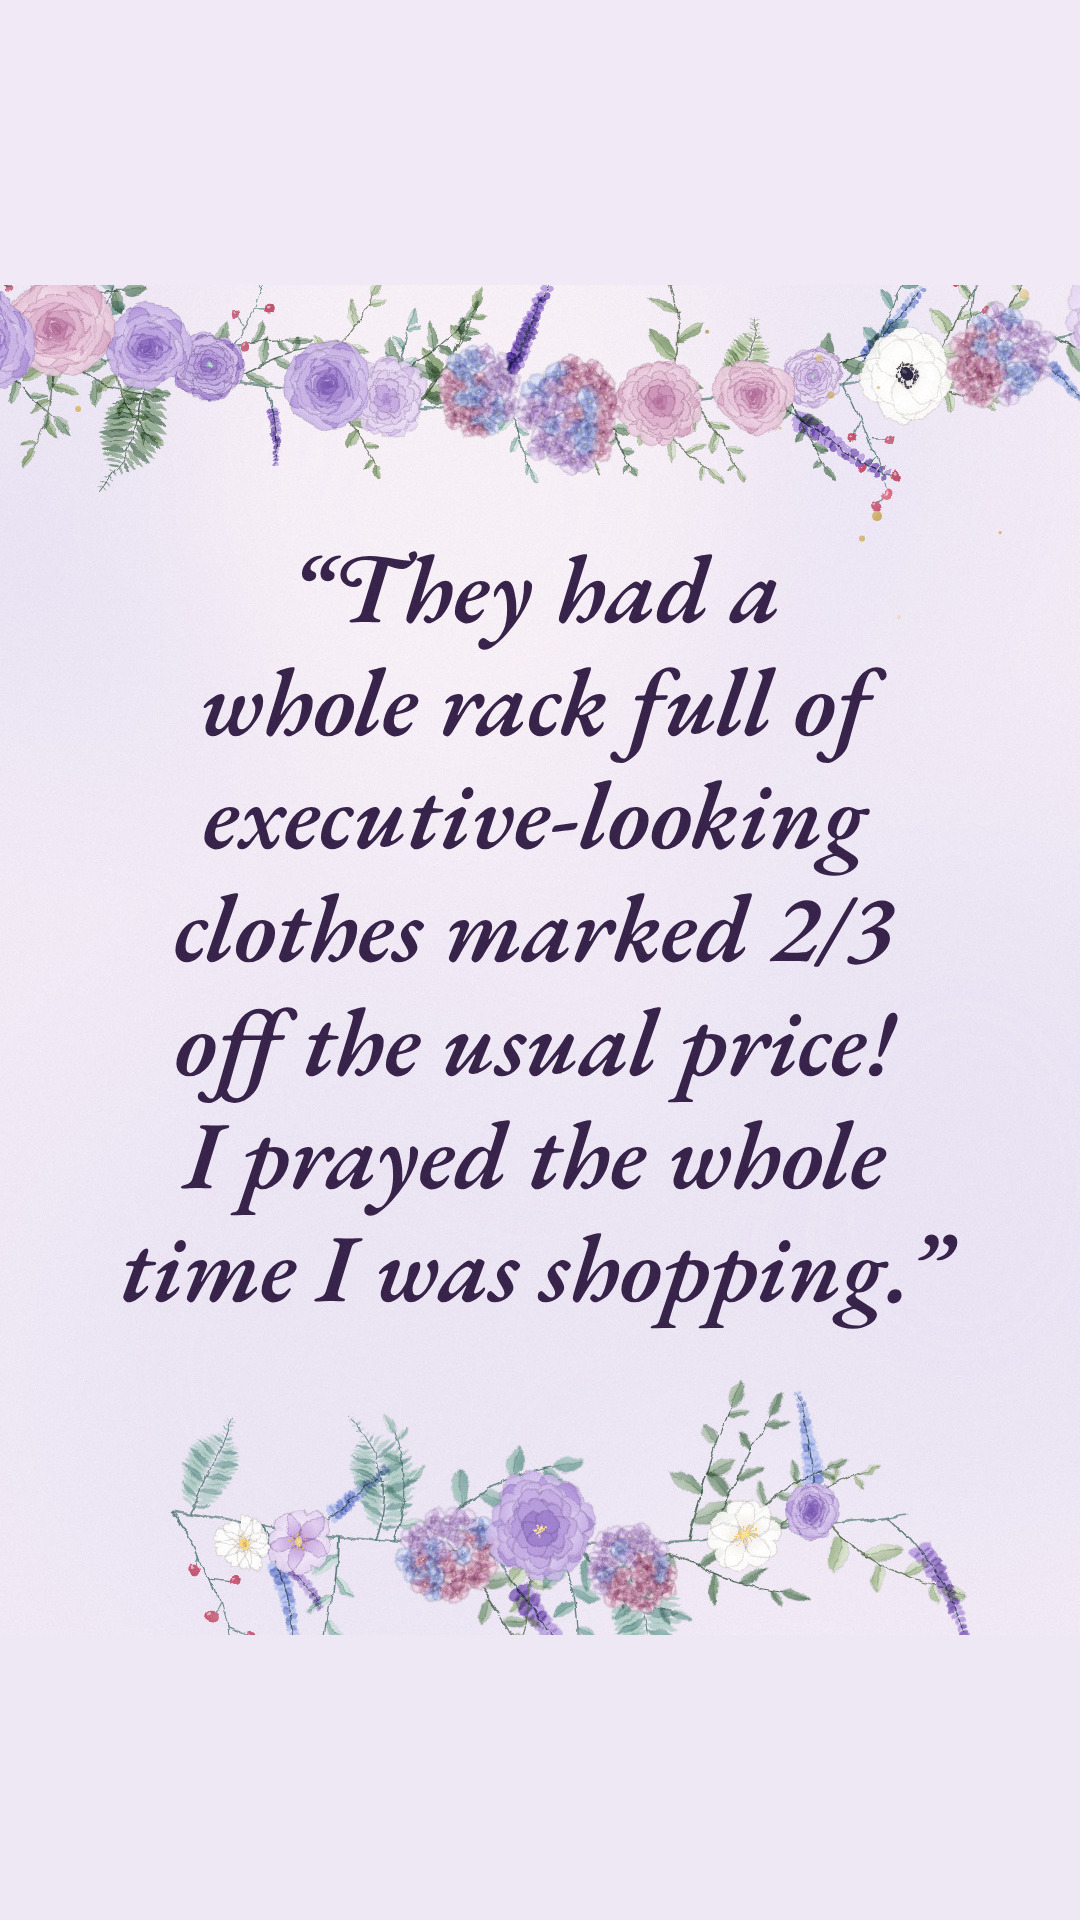 “They had a
whole rack full of
executive-looking
clothes marked 2/3
off the usual price!
I prayed the whole
time I was shopping.”